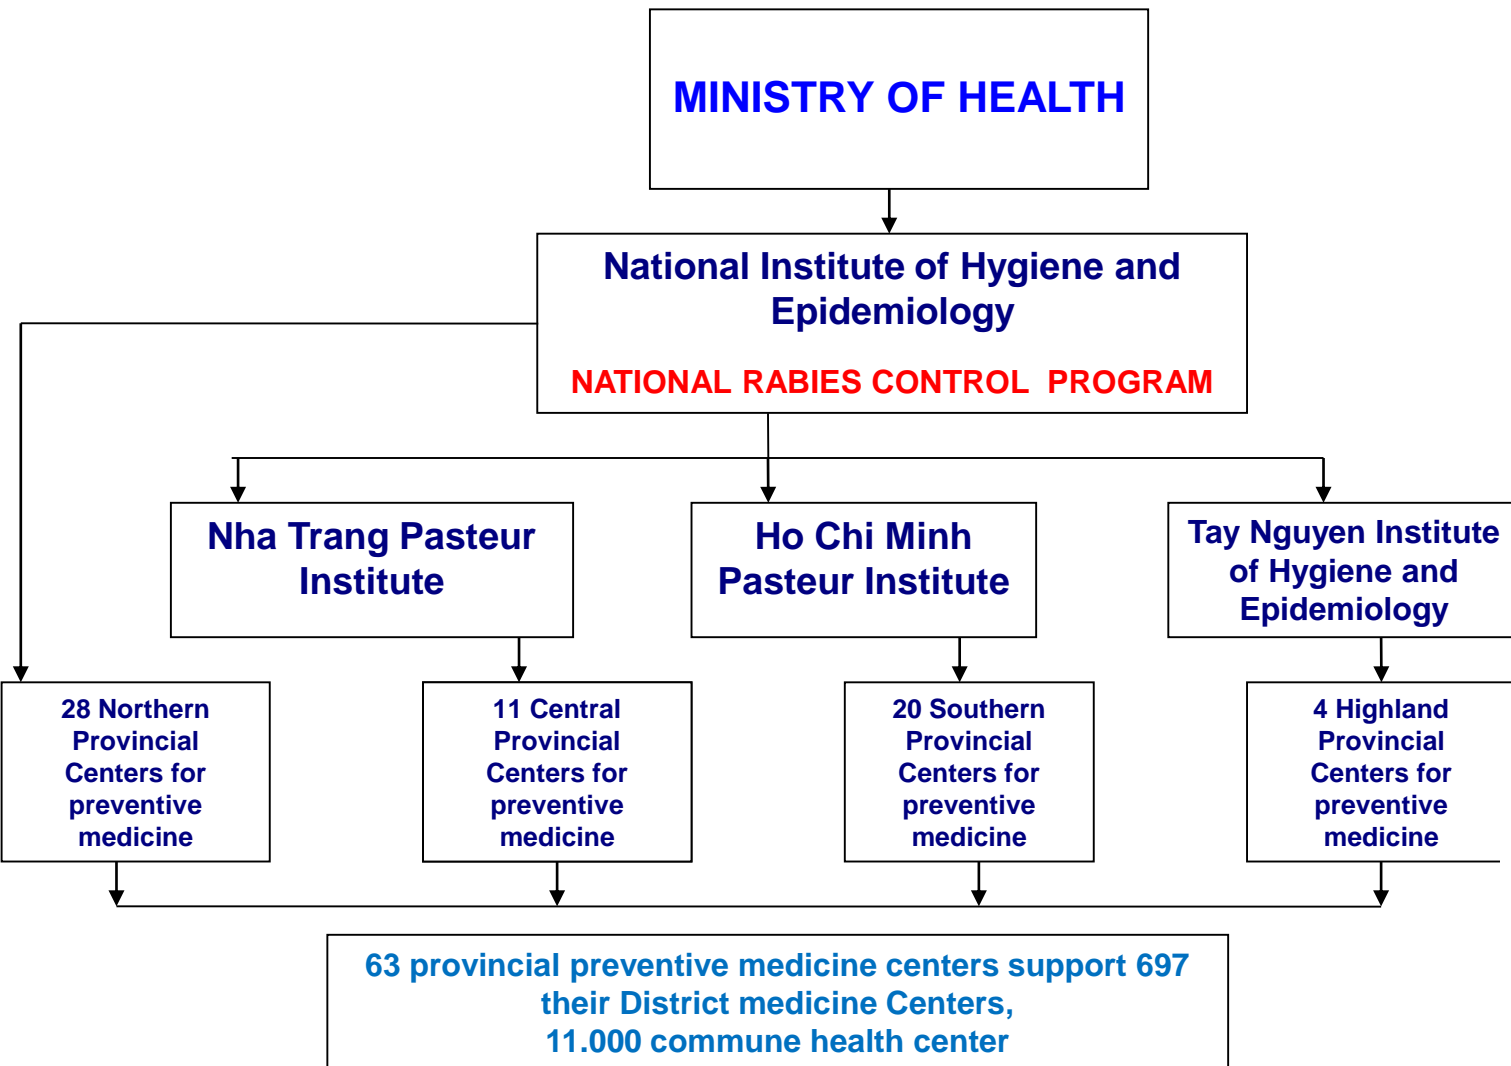 MINISTRY OF HEALTH
National Institute of Hygiene and
Epidemiology
NATIONAL RABIES CONTROL PROGRAM
Nha Trang Pasteur
Institute
Ho Chi Minh
Pasteur Institute
Tay Nguyen Institute
of Hygiene and
Epidemiology
28 Northern
Provincial
Centers for
preventive
medicine
11 Central
Provincial
Centers for
preventive
medicine
20 Southern
Provincial
Centers for
preventive
medicine
4 Highland
Provincial
Centers for
preventive
medicine
63 provincial preventive medicine centers support 697
their District medicine Centers,
11.000 commune health center